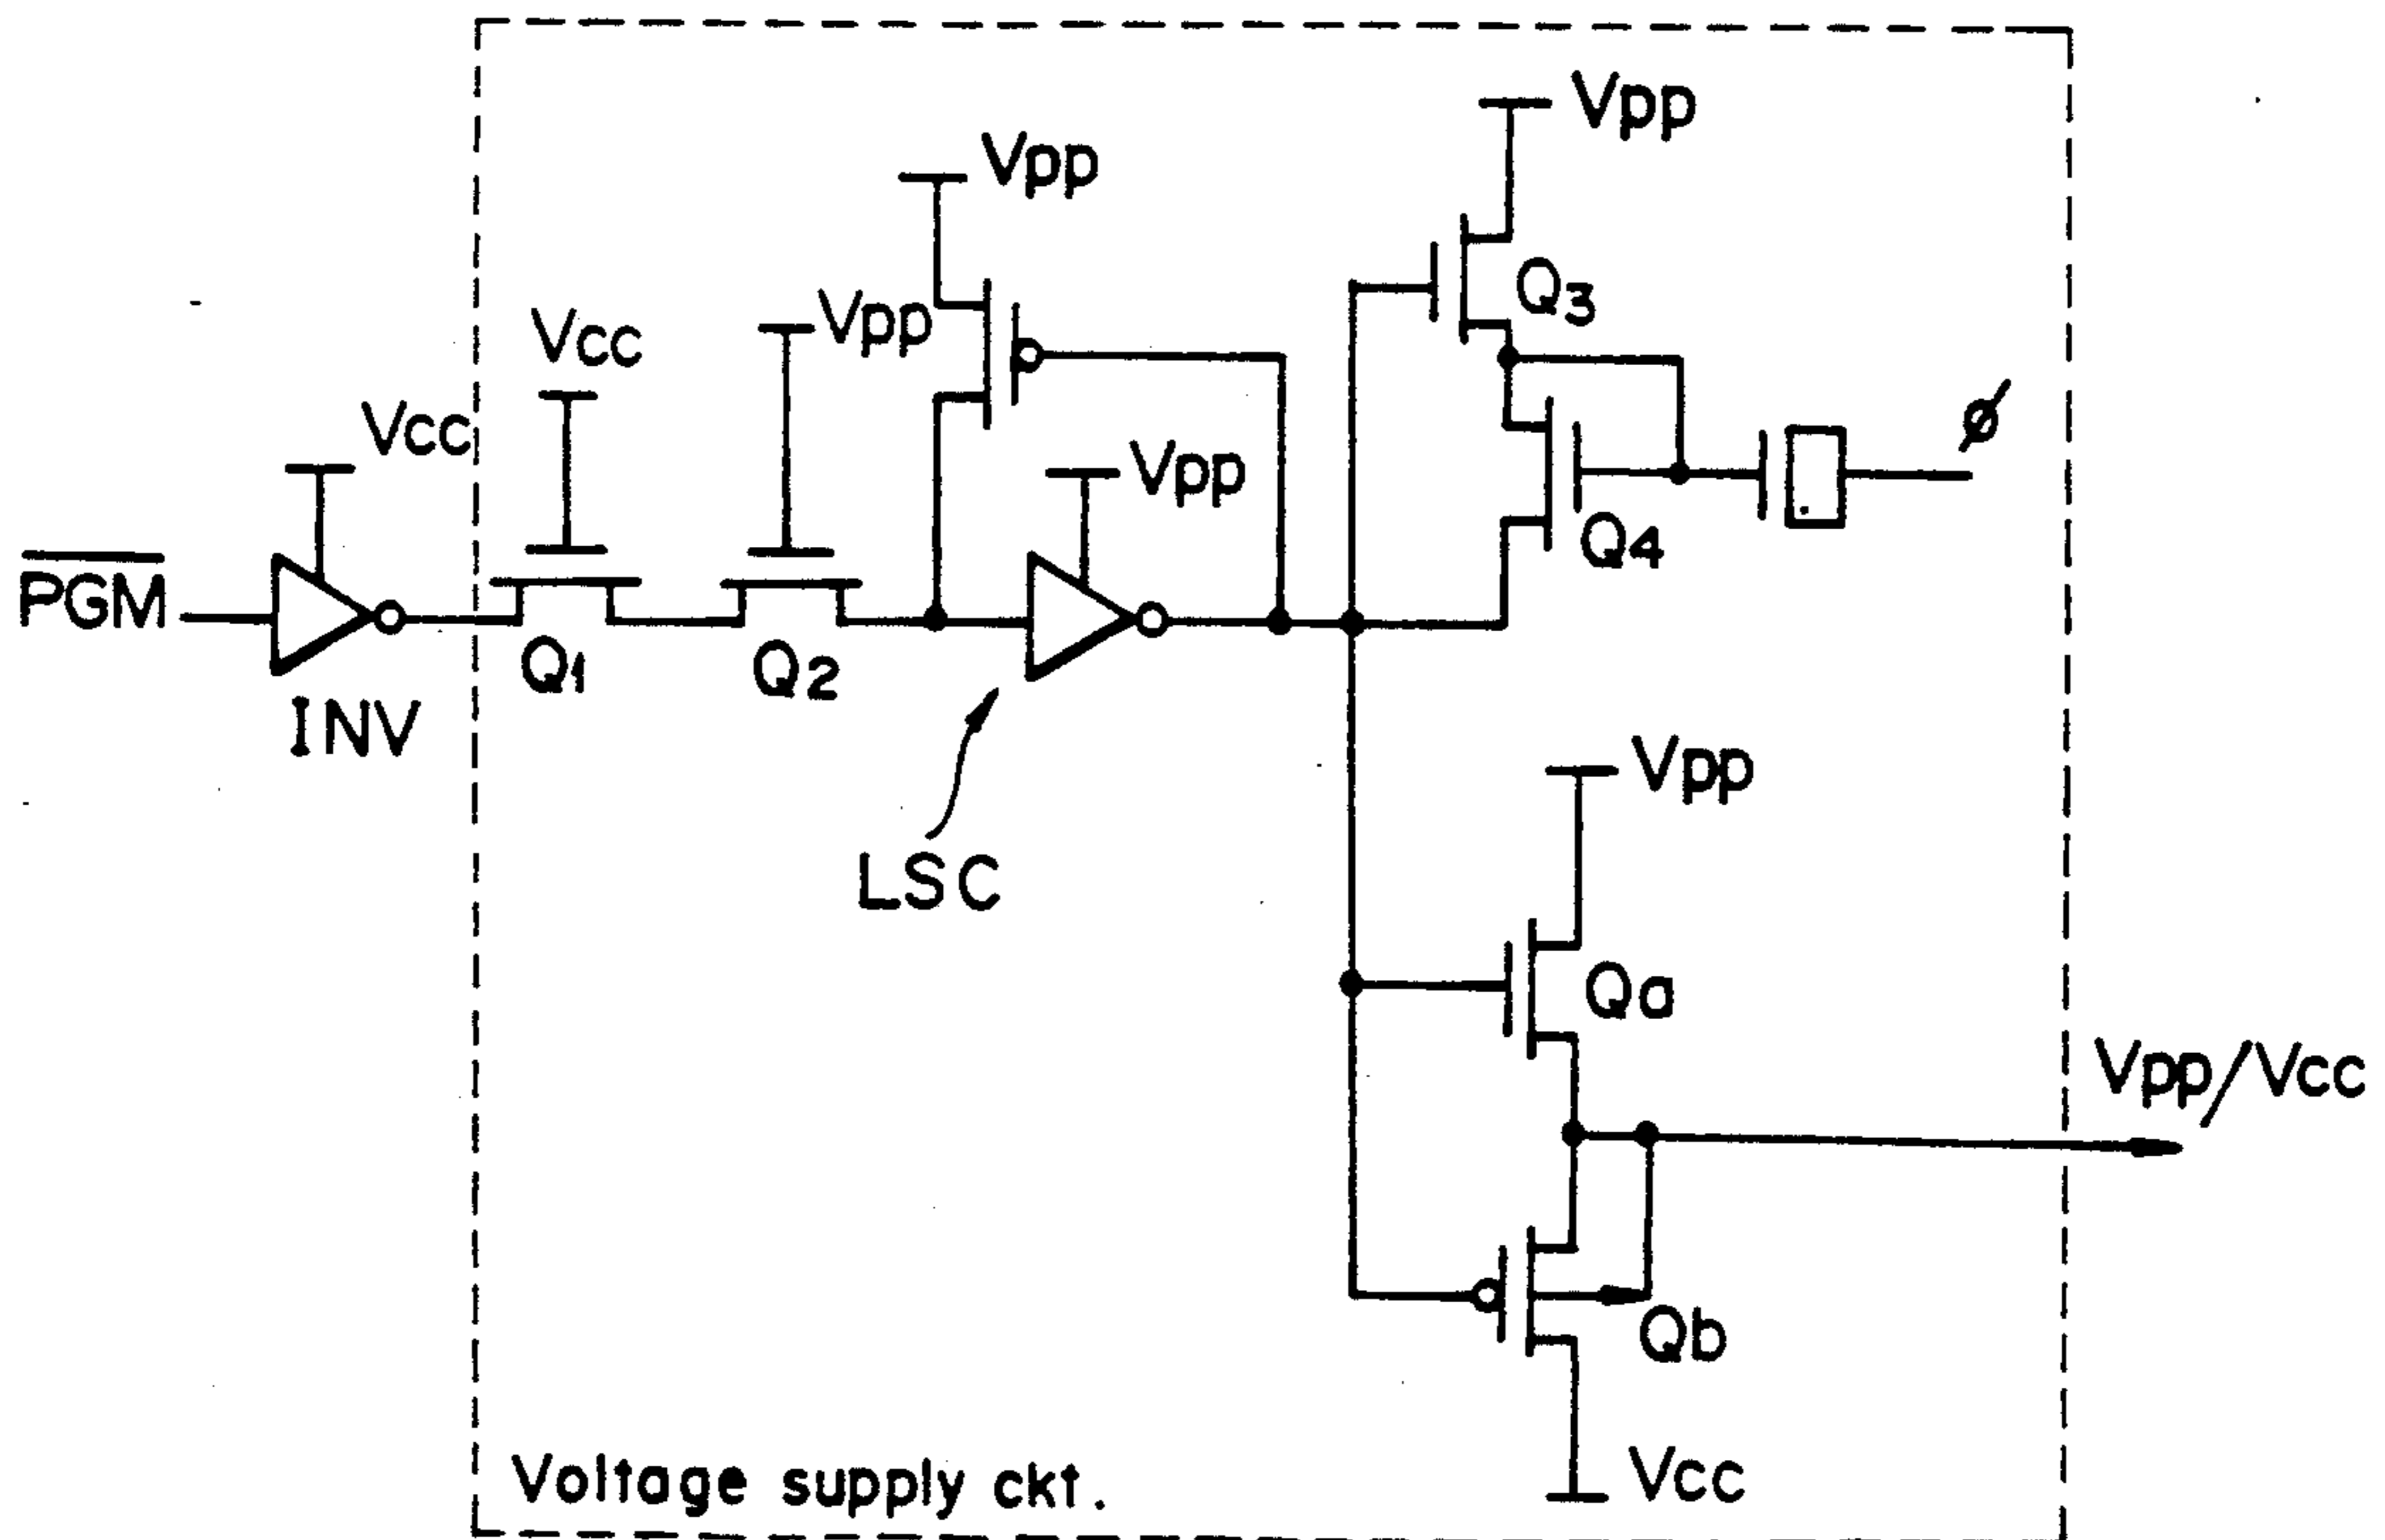 Vpp
Vpp
Q3
Vcc
Vpp
Vcc
Vpp
ø
PGM
INV
Q1
Q2
Q4
LSC
Vpp
Qa
Vpp/Vcc
Qb
Vcc
Voltage supply ckt.